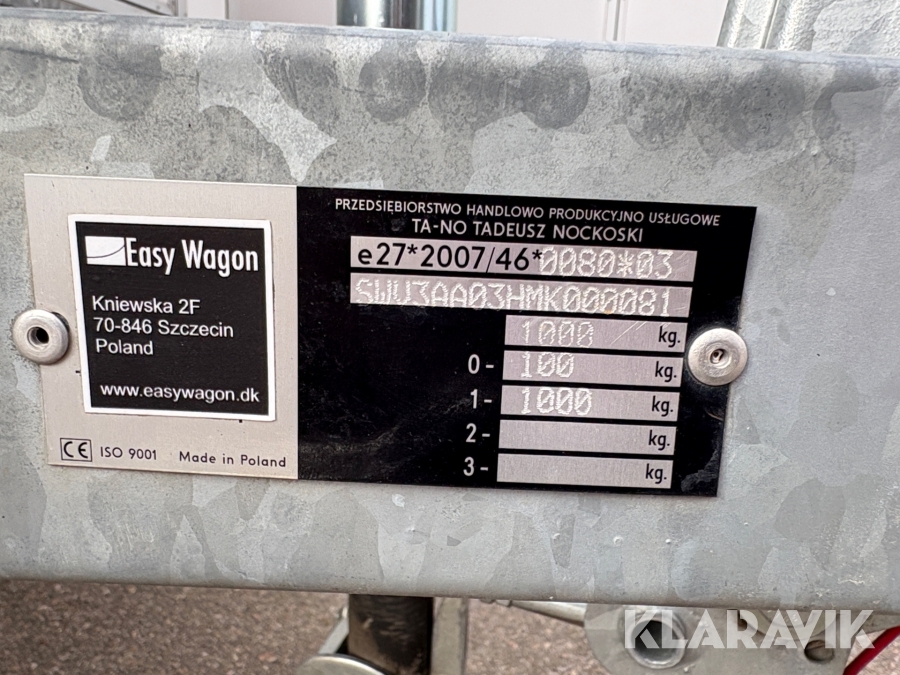 Easy Wagon
Kniewska 2F
70-846 Szczecin
Poland
www.easywagon.dk
CE ISO 9001 Made in Poland
PRZEDSIĘBIORSTWO HANDLOWO PRODUKCYJNO USŁUGOWE
TA-NO TADEUSZ NOCKOSKI
e27*2007/46*0080*03
SWU3AA03HMK000081
1000 kg.
0- 100 kg.
1- 1000 kg.
2- kg.
3- kg.
KLARAVIK